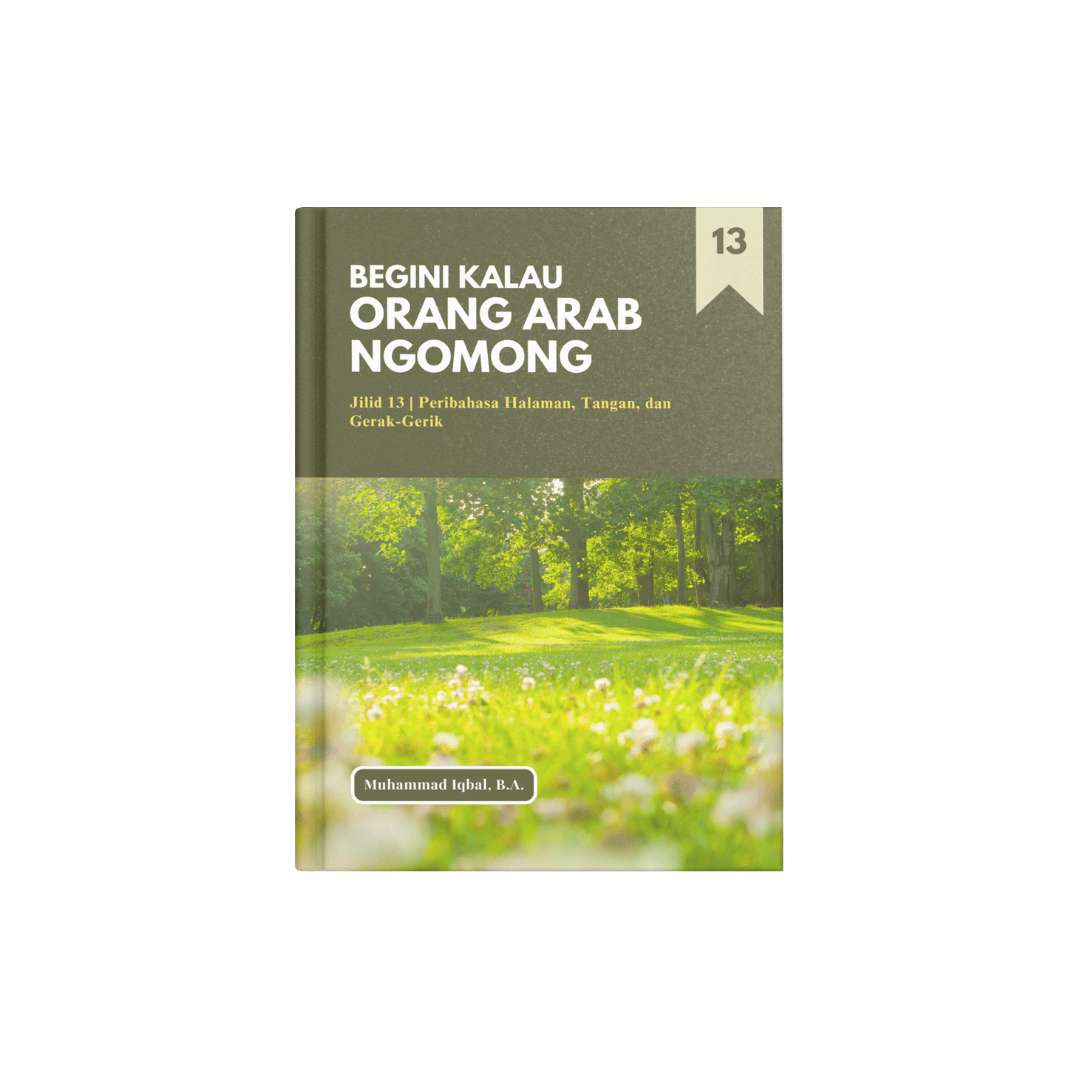 13
BEGINI KALAU
ORANG ARAB
NGOMONG
Jilid 13 | Peribahasa Halaman, Tangan, dan
Gerak-Gerik
Muhammad Iqbal, B.A.